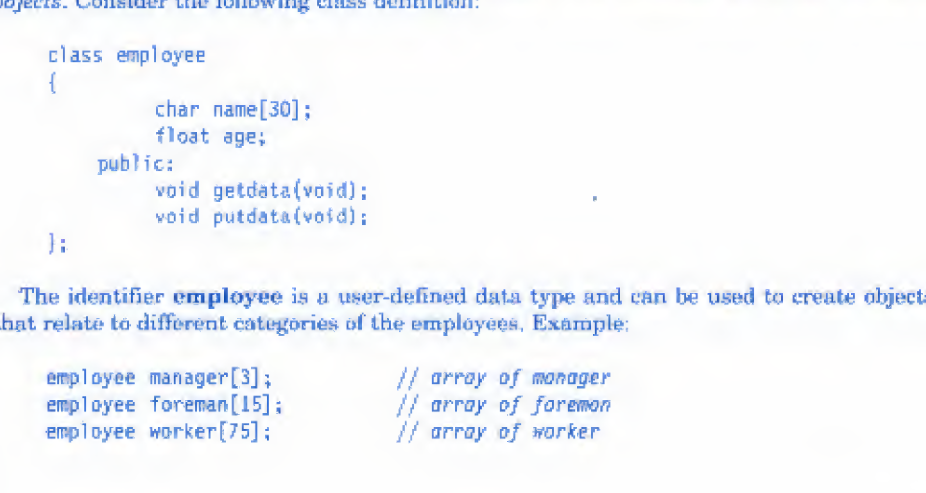 objects. Consider the following class definition:
class employee
{
char name[30];
float age;
public:
void getdata(void);
void putdata(void);
};
The identifier employee is a user-defined data type and can be used to create objects
that relate to different categories of the employees. Example:
employee manager[3]; // array of manager
employee foreman[15]; // array of foreman
employee worker[75]; // array of worker